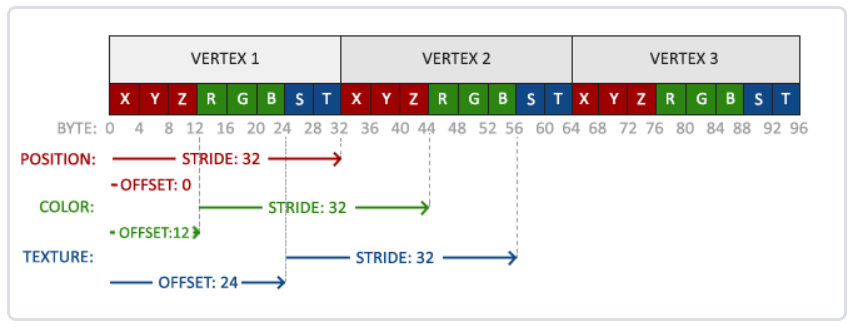 VERTEX 1 VERTEX 2 VERTEX 3
X Y Z R G B S T X Y Z R G B S T X Y Z R G B S T
BYTE: 0 4 8 12 16 20 24 28 32 36 40 44 48 52 56 60 64 68 72 76 80 84 88 92 96
POSITION: STRIDE: 32
OFFSET: 0
COLOR: STRIDE: 32
OFFSET:12
TEXTURE: STRIDE: 32
OFFSET: 24